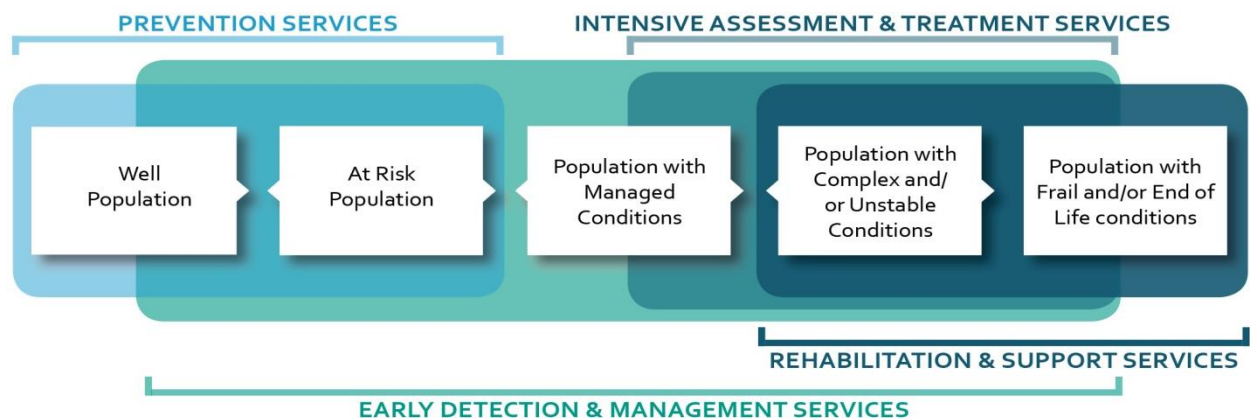 PREVENTION SERVICES
INTENSIVE ASSESSMENT & TREATMENT SERVICES
Well
Population
At Risk
Population
Population with
Managed
Conditions
Population with
Complex and/
or Unstable
Conditions
Population with
Frail and/or End of
Life conditions
REHABILITATION & SUPPORT SERVICES
EARLY DETECTION & MANAGEMENT SERVICES